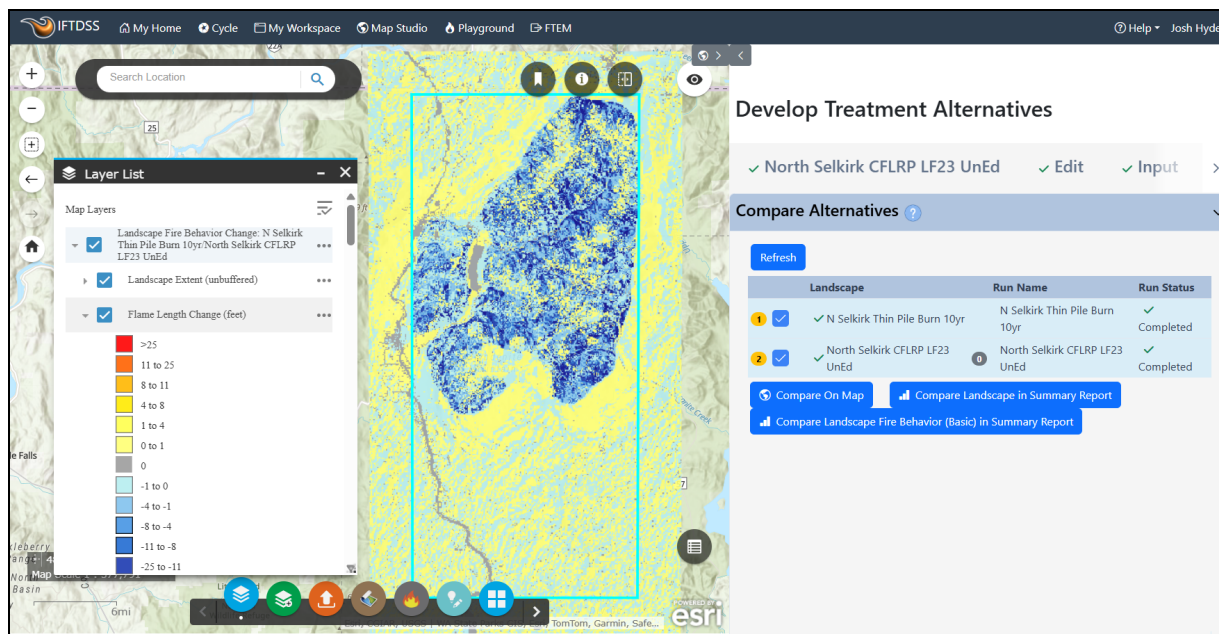 IFTDSS
My Home
Cycle
My Workspace
Map Studio
Playground
FTEM
Help
Josh Hyde
22A
Search Location
25
Layer List
Map Layers
Landscape Fire Behavior Change: N Selkirk
Thin Pile Burn 10yr/North Selkirk CFLRP
LF23 UnEd
Landscape Extent (unbuffered)
Flame Length Change (feet)
>25
11 to 25
8 to 11
4 to 8
1 to 4
0 to 1
0
-1 to 0
-4 to -1
-8 to -4
-11 to -8
-25 to -11
le Falls
Basin
6mi
7
POWERED BY
esri
TomTom, Garmin, Safe...
Develop Treatment Alternatives
North Selkirk CFLRP LF23 UnEd
Edit
Input
Compare Alternatives ?
Refresh
Landscape Run Name Run Status
1 N Selkirk Thin Pile Burn 10yr N Selkirk Thin Pile Burn
10yr
Completed
2 North Selkirk CFLRP LF23
UnEd
0 North Selkirk CFLRP LF23
UnEd
Completed
Compare On Map
Compare Landscape in Summary Report
Compare Landscape Fire Behavior (Basic) in Summary Report